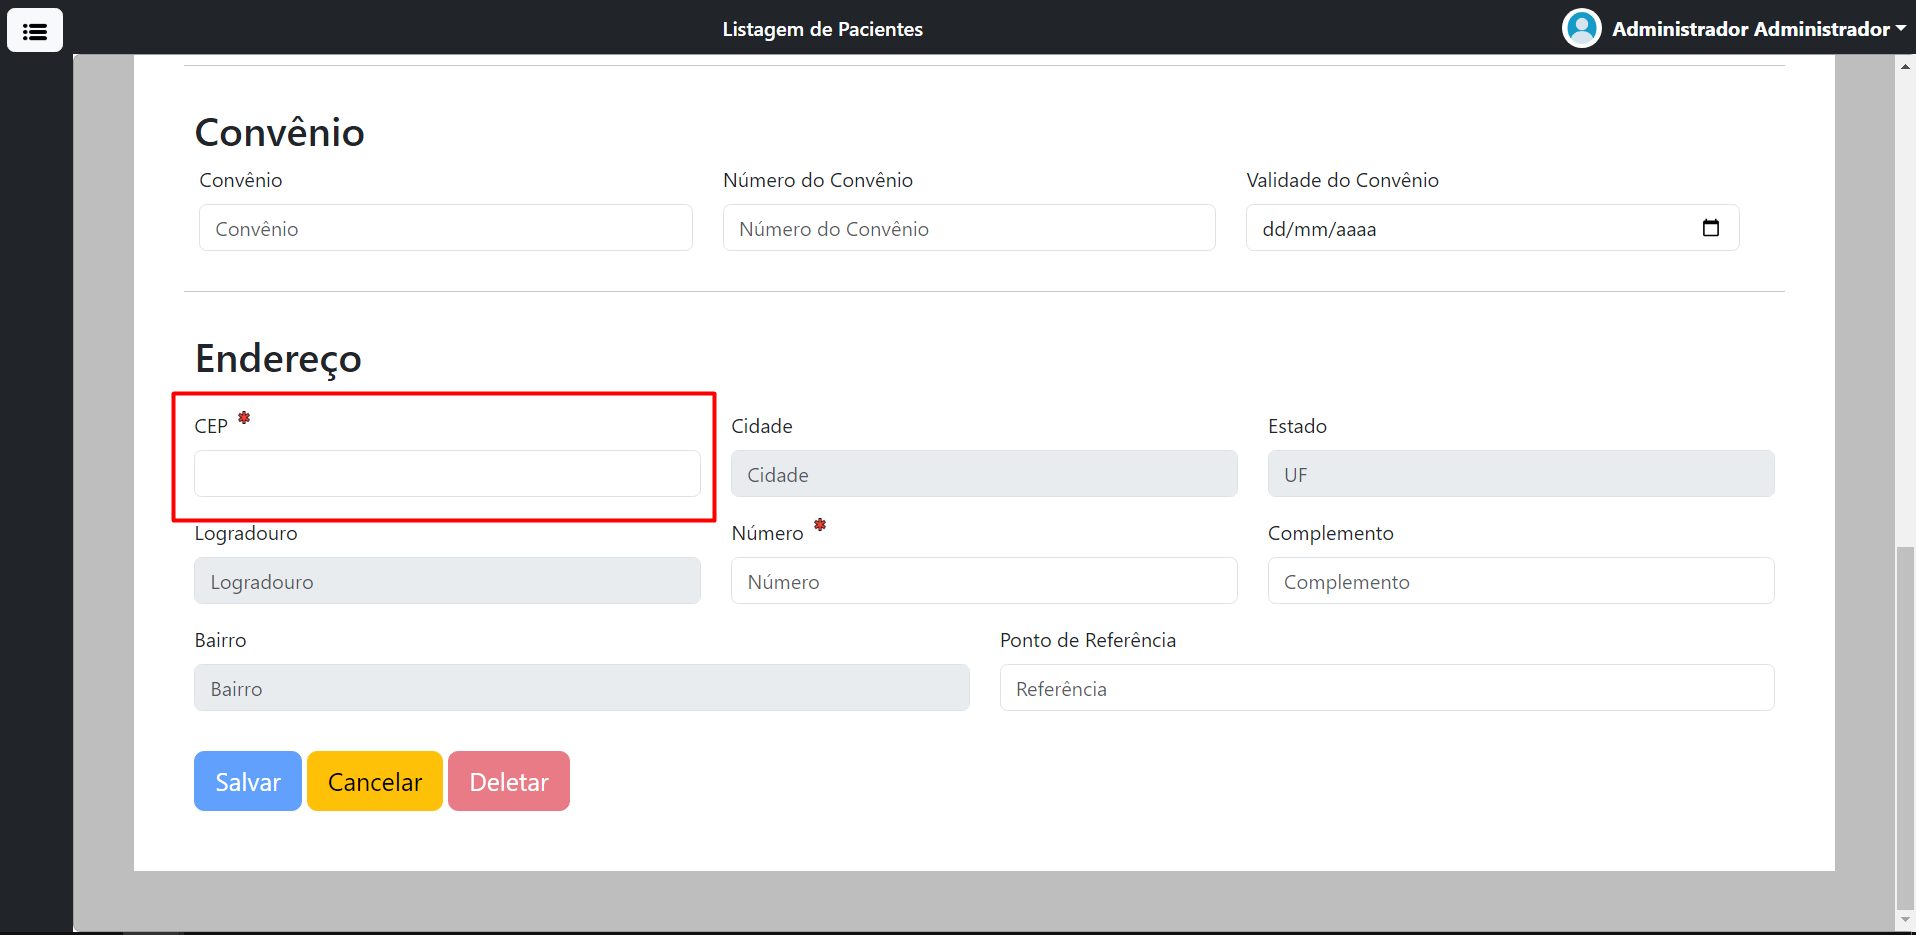 Listagem de Pacientes
Administrador Administrador
Convênio
Convênio Número do Convênio Validade do Convênio
Convênio Número do Convênio dd/mm/aaaa
Endereço
CEP * Cidade Estado
Cidade UF
Logradouro Número * Complemento
Logradouro Número Complemento
Bairro Ponto de Referência
Bairro Referência
Salvar Cancelar Deletar